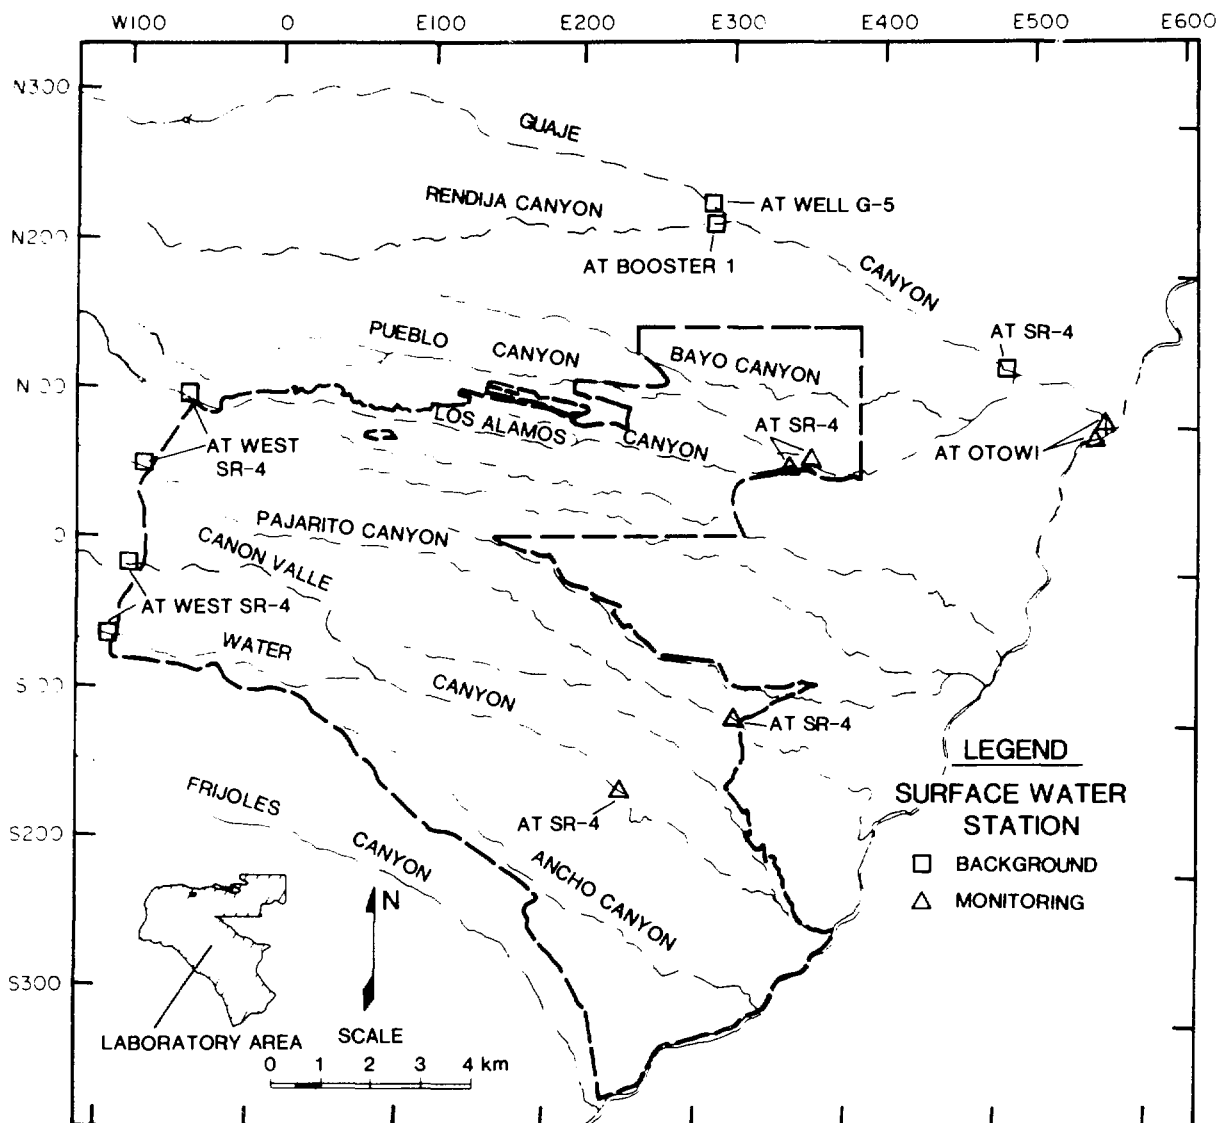 W100 0 E100 E200 E300 E400 E500 E600
N300
GUAJE
RENDIJA CANYON
AT WELL G-5
AT BOOSTER 1
CANYON
AT SR-4
PUEBLO
CANYON
BAYO CANYON
LOS ALAMOS
CANYON
AT SR-4
AT OTOWI
AT WEST
SR-4
0
PAJARITO CANYON
CANON VALLE
AT WEST SR-4
WATER
CANYON
AT SR-4
AT SR-4
FRIJOLES
CANYON
ANCHO CANYON
S200
S300
LEGEND
SURFACE WATER
STATION
BACKGROUND
MONITORING
N
LABORATORY AREA
SCALE
0 1 2 3 4 km